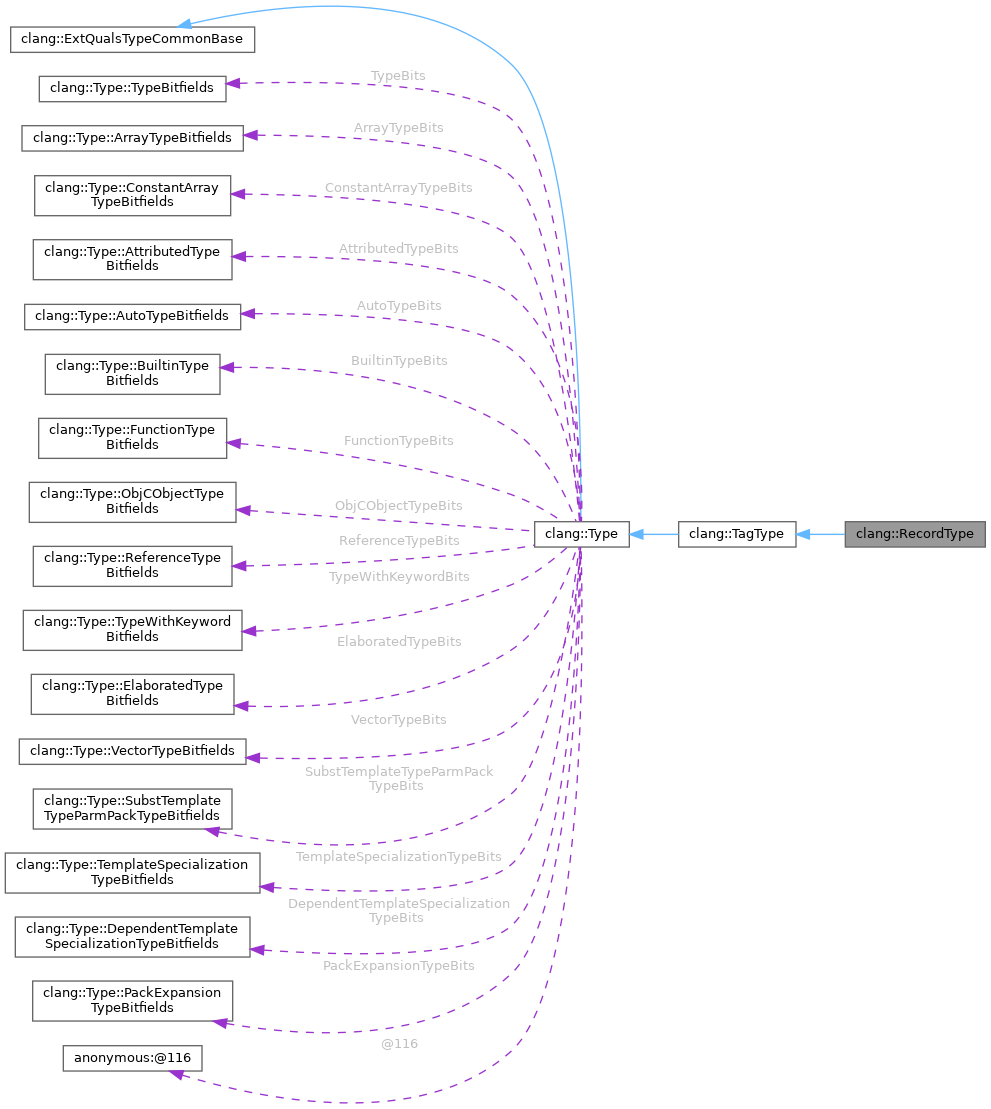 clang::ExtQualsTypeCommonBase
TypeBits
clang::Type::TypeBitfields
ArrayTypeBits
clang::Type::ArrayTypeBitfields
ConstantArrayTypeBits
clang::Type::ConstantArray
TypeBitfields
AttributedTypeBits
clang::Type::AttributedType
Bitfields
AutoTypeBits
clang::Type::AutoTypeBitfields
BuiltinTypeBits
clang::Type::BuiltinType
Bitfields
FunctionTypeBits
clang::Type::FunctionType
Bitfields
ObjCObjectTypeBits
clang::Type::ObjCObjectType
Bitfields
clang::Type
clang::TagType
clang::RecordType
ReferenceTypeBits
clang::Type::ReferenceType
Bitfields
TypeWithKeywordBits
clang::Type::TypeWithKeyword
Bitfields
ElaboratedTypeBits
clang::Type::ElaboratedType
Bitfields
VectorTypeBits
clang::Type::VectorTypeBitfields
SubstTemplateTypeParmPack
TypeBits
clang::Type::SubstTemplate
TypeParmPackTypeBitfields
TemplateSpecializationTypeBits
clang::Type::TemplateSpecialization
TypeBitfields
DependentTemplateSpecialization
TypeBits
clang::Type::DependentTemplate
SpecializationTypeBitfields
PackExpansionTypeBits
clang::Type::PackExpansion
TypeBitfields
@116
anonymous:@116